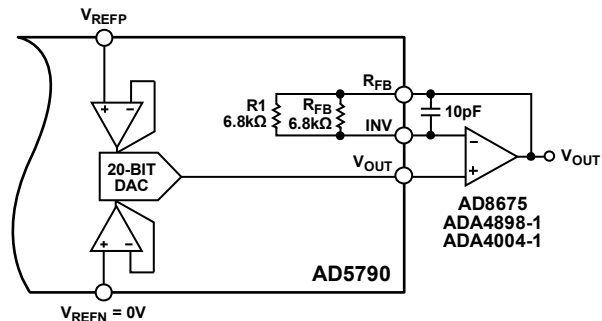 VREFP
R1
6.8kΩ
RFB
6.8kΩ
RFB
10pF
INV
20-BIT
DAC
VOUT
VOUT
AD8675
ADA4898-1
ADA4004-1
AD5790
VREFN = 0V
+
−
+
−
−
+